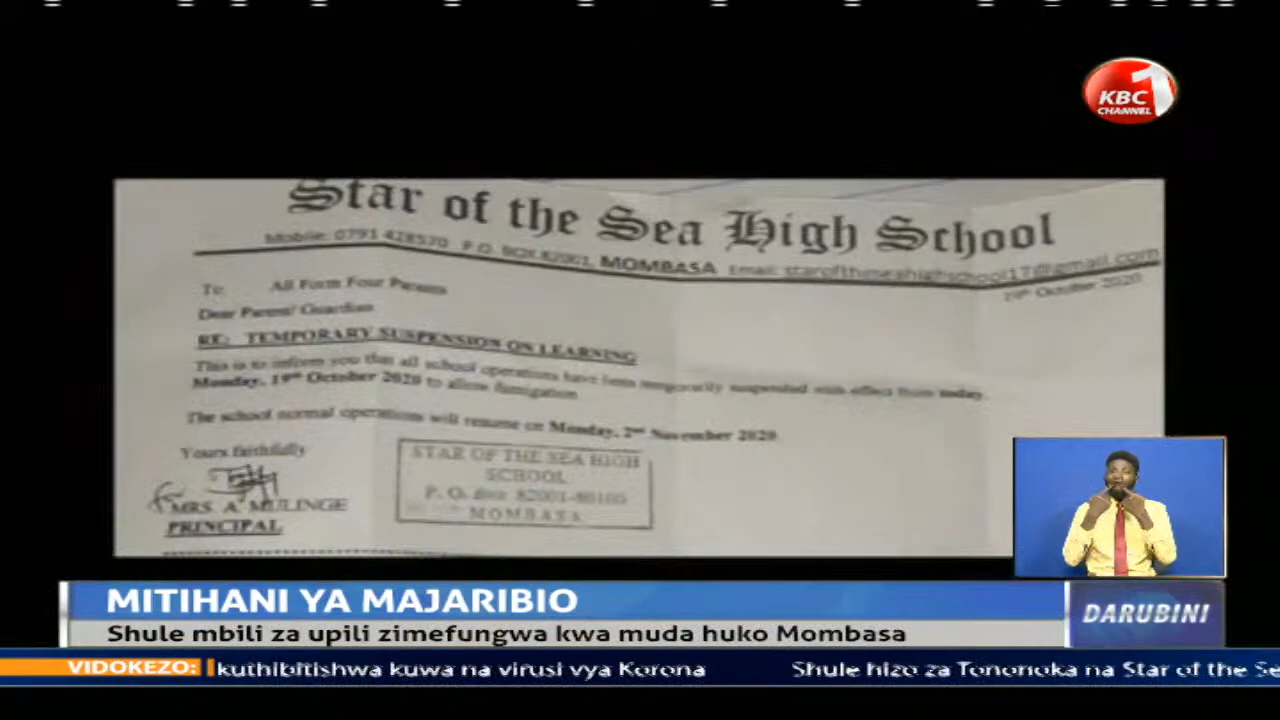 KBC 1
CHANNEL
Star of the Sea High School
Mobile: 0791 428570 P.O. BOX 82001, MOMBASA Email: starofthseahighschool17@gmail.com
19th October 2020
To: All Form Four Parents
Dear Parent/ Guardian
RE: TEMPORARY SUSPENSION ON LEARNING
This is to inform you that all school operations have been temporarily suspended with effect from today
Monday, 19th October 2020 to allow fumigation
The school normal operations will resume on Monday, 2nd November 2020
Yours faithfully
MRS A MULINGE
PRINCIPAL
STAR OF THE SEA HIGH
SCHOOL
P. O. Box 82001-80100
MOMBASA
MITIHANI YA MAJARIBIO
DARUBINI
Shule mbili za upili zimefungwa kwa muda huko Mombasa
VIDOKEZO: kuthibitishwa kuwa na virusi vya Korona Shule hizo za Tononoka na Star of the Se